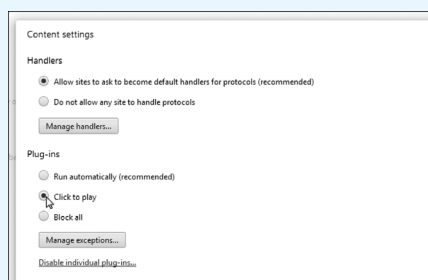 Content settings
Handlers
Allow sites to ask to become default handlers for protocols (recommended)
Do not allow any site to handle protocols
Manage handlers...
Plug-ins
Run automatically (recommended)
Click to play
Block all
Manage exceptions...
Disable individual plug-ins...